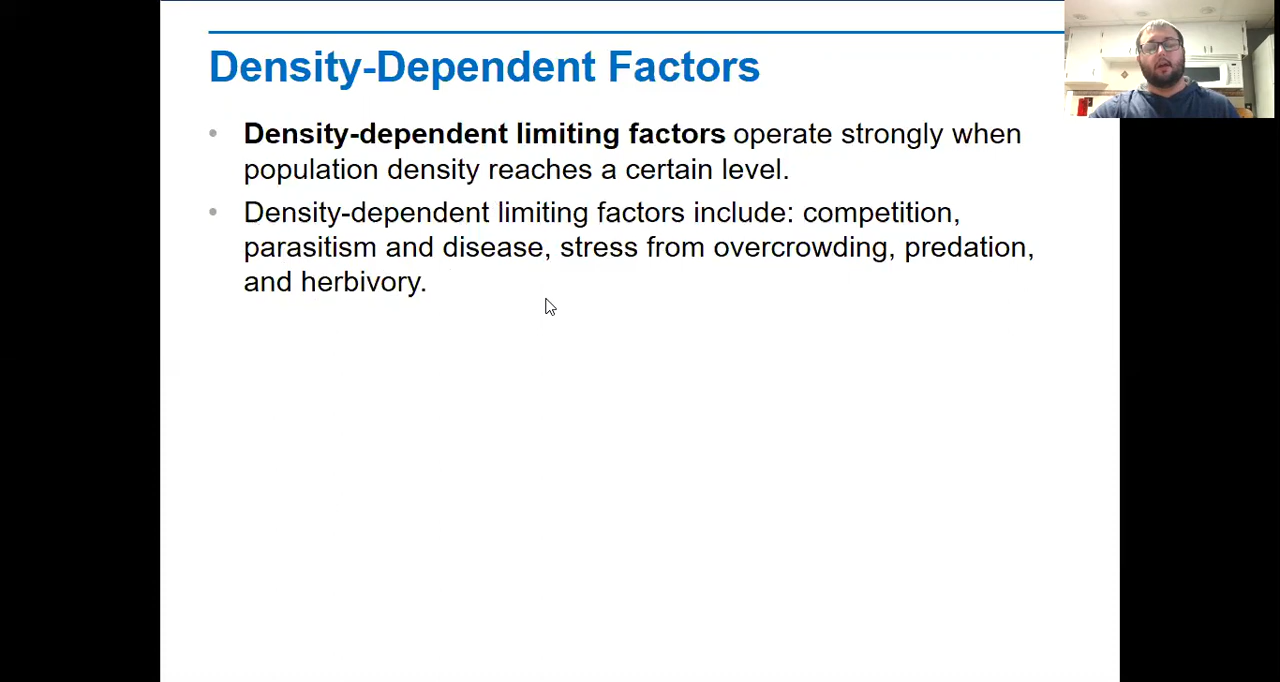 Density-Dependent Factors
• Density-dependent limiting factors operate strongly when
population density reaches a certain level.
• Density-dependent limiting factors include: competition,
parasitism and disease, stress from overcrowding, predation,
and herbivory.